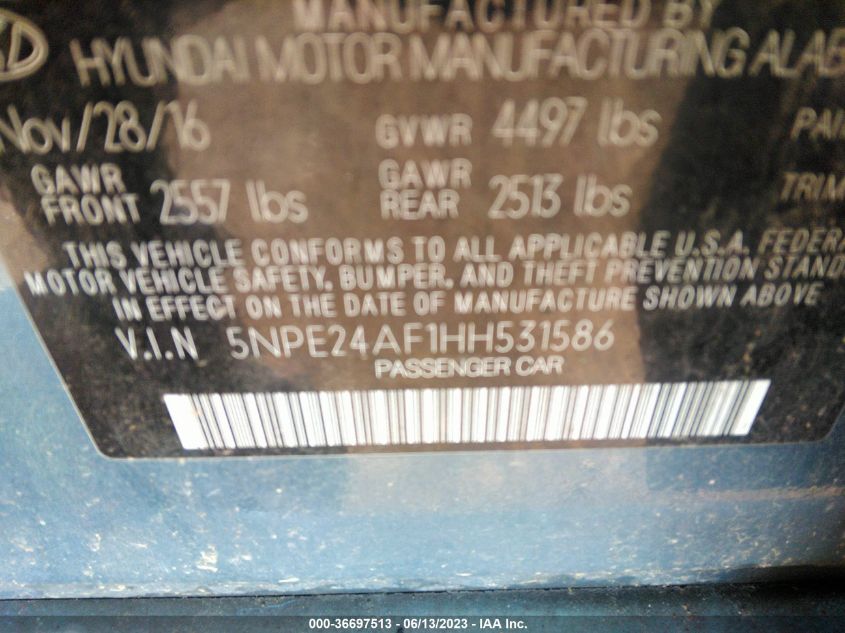 MANUFACTURED BY
HYUNDAI MOTOR MANUFACTURING ALAB
Nov/28/16 GVWR 4497 lbs PAI
GAWR FRONT 2557 lbs GAWR REAR 2513 lbs TRIM
THIS VEHICLE CONFORMS TO ALL APPLICABLE U.S.A. FEDERA
MOTOR VEHICLE SAFETY, BUMPER, AND THEFT PREVENTION STAND
IN EFFECT ON THE DATE OF MANUFACTURE SHOWN ABOVE
V.I.N 5NPE24AF1HH531586
PASSENGER CAR
000-36697513 - 06/13/2023 - IAA Inc.